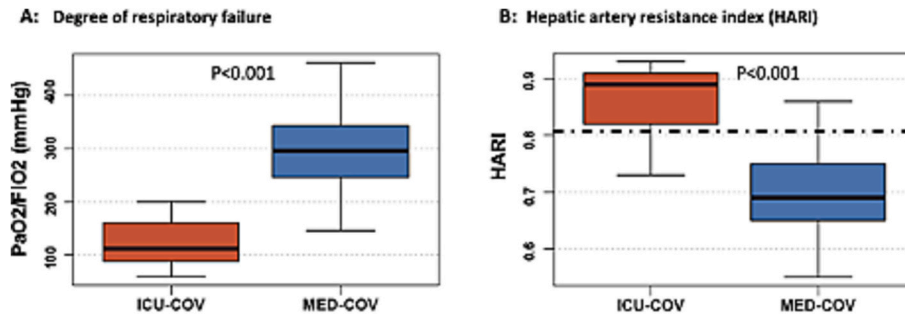 A: Degree of respiratory failure
P<0.001
PaO2/FIO2 (mmHg)
400
300
200
100
ICU-COV
MED-COV
B: Hepatic artery resistance index (HARI)
P<0.001
HARI
0.9
0.8
0.7
0.6
ICU-COV
MED-COV